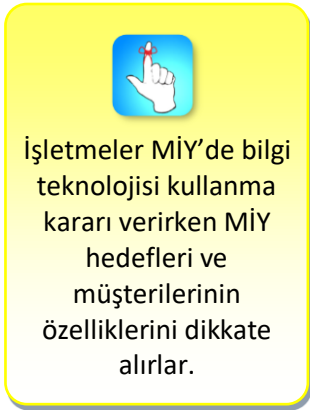 İşletmeler MİY’de bilgi
teknolojisi kullanma
kararı verirken MİY
hedefleri ve
müşterilerinin
özelliklerini dikkate
alırlar.